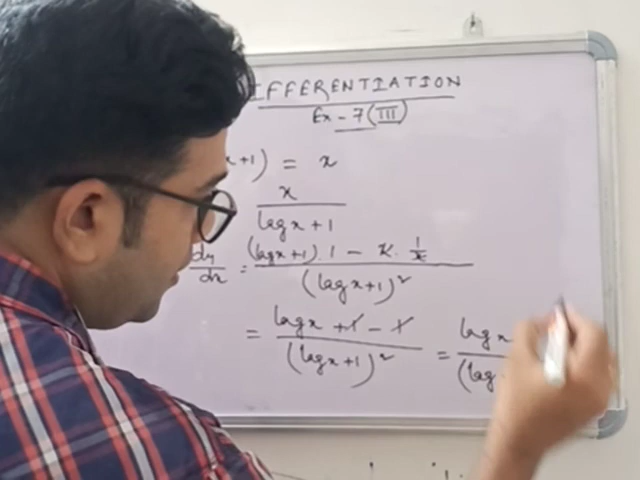 DIFFERENTIATION
Ex - 7 (III)
x+1) = x
x
log x + 1
dy/dx = (log x+1) . 1 - x . 1/x
(log x+1)²
= log x + 1 - 1
(log x+1)²
= log x
(log